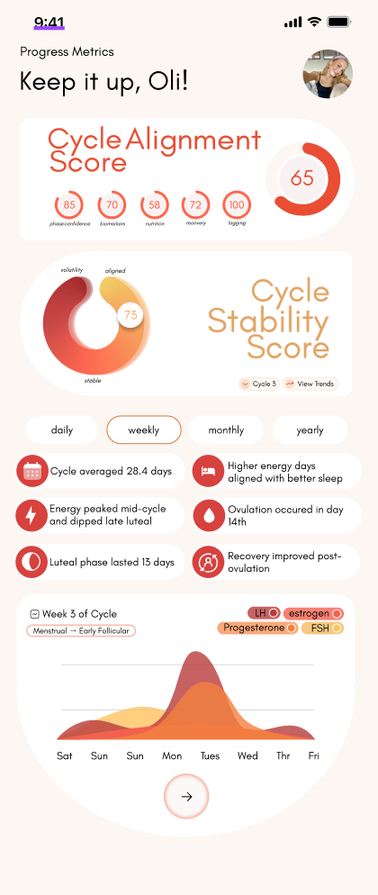 9:41
Progress Metrics
Keep it up, Oli!
Cycle Alignment
Score
65
85
70
58
72
100
phase confidence
biomarkers
nutrition
recovery
logging
volatility
aligned
73
stable
Cycle
Stability
Score
Cycle 3
View Trends
daily
weekly
monthly
yearly
Cycle averaged 28.4 days
Higher energy days
aligned with better sleep
Energy peaked mid-cycle
and dipped late luteal
Ovulation occured in day
14th
Luteal phase lasted 13 days
Recovery improved post-
ovulation
Week 3 of Cycle
LH
estrogen
Menstrual → Early Follicular
Progesterone
FSH
Sat Sun Sun Mon Tues Wed Thr Fri